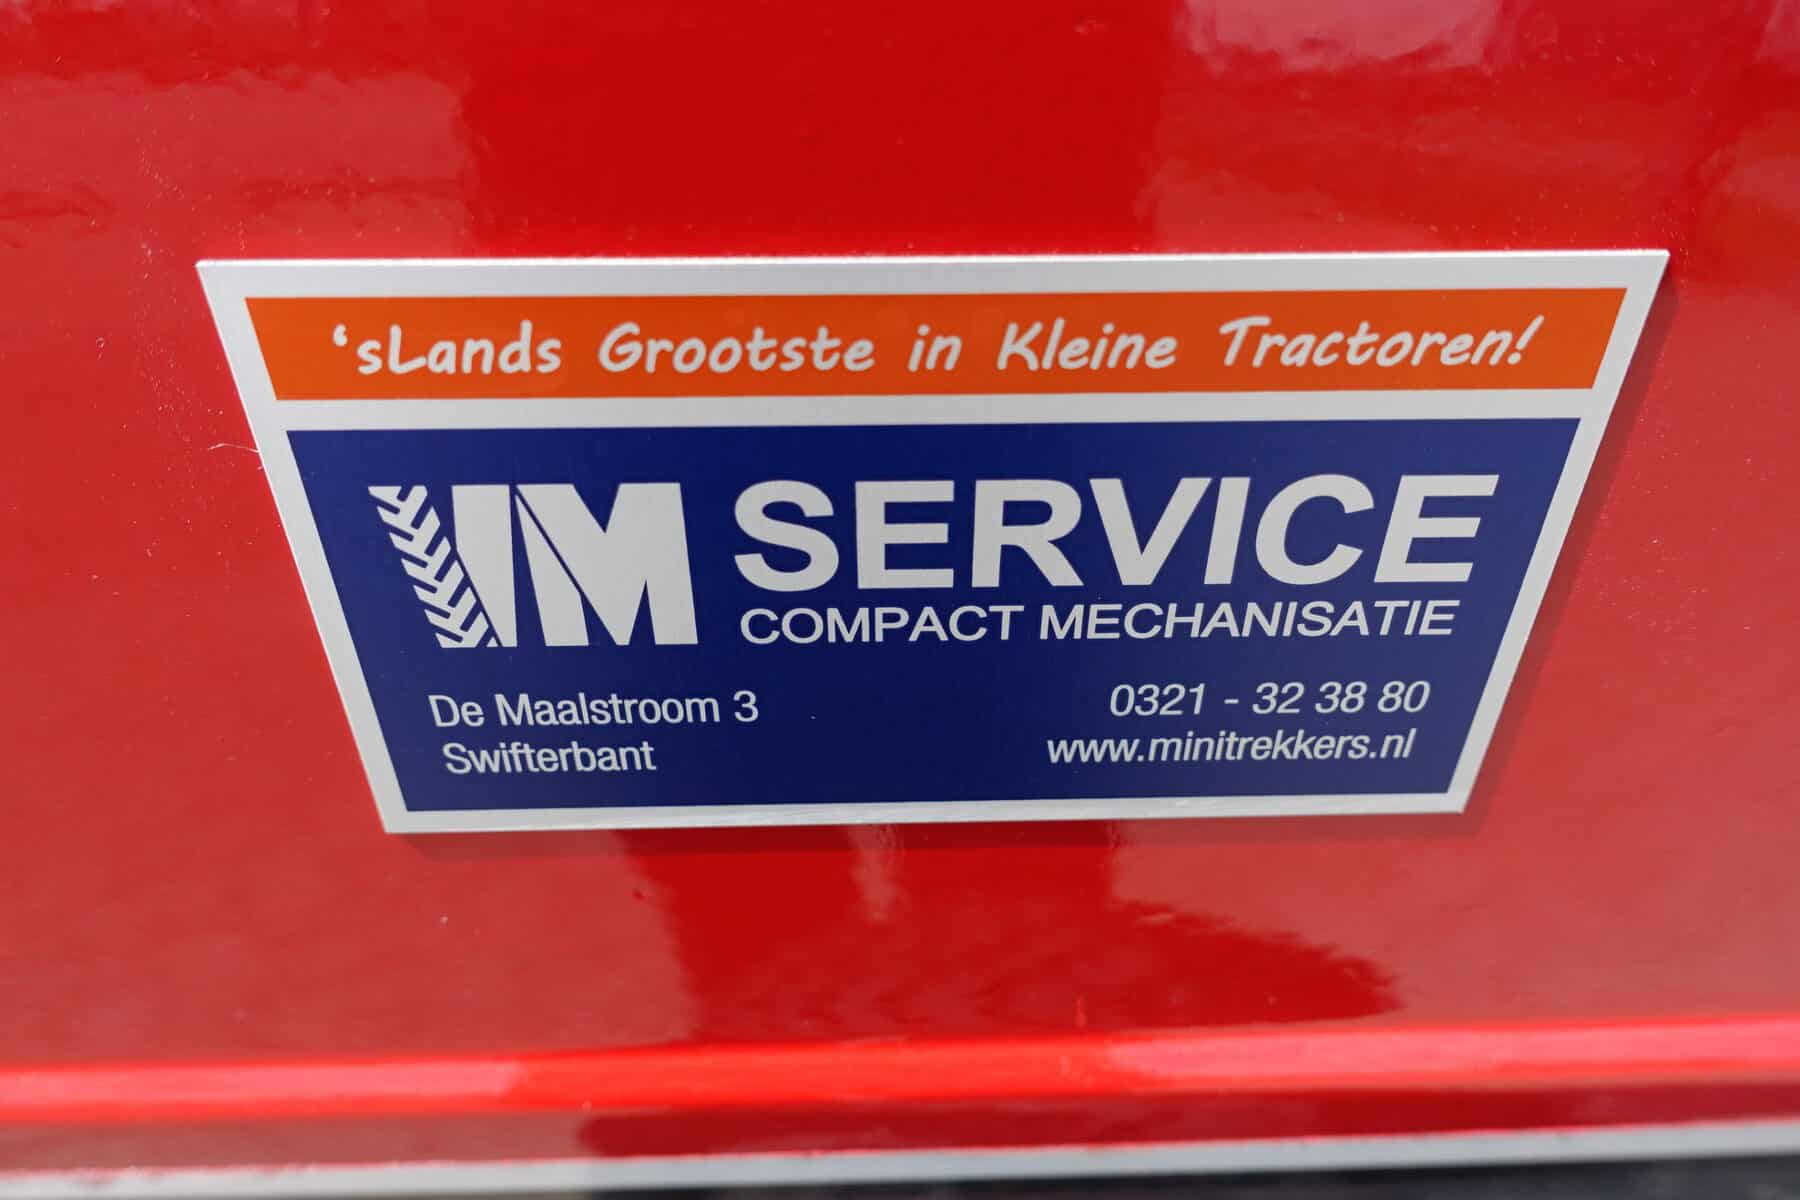 ‘sLands Grootste in Kleine Tractoren!
IM SERVICE
COMPACT MECHANISATIE
De Maalstroom 3
Swifterbant
0321 - 32 38 80
www.minitrekkers.nl